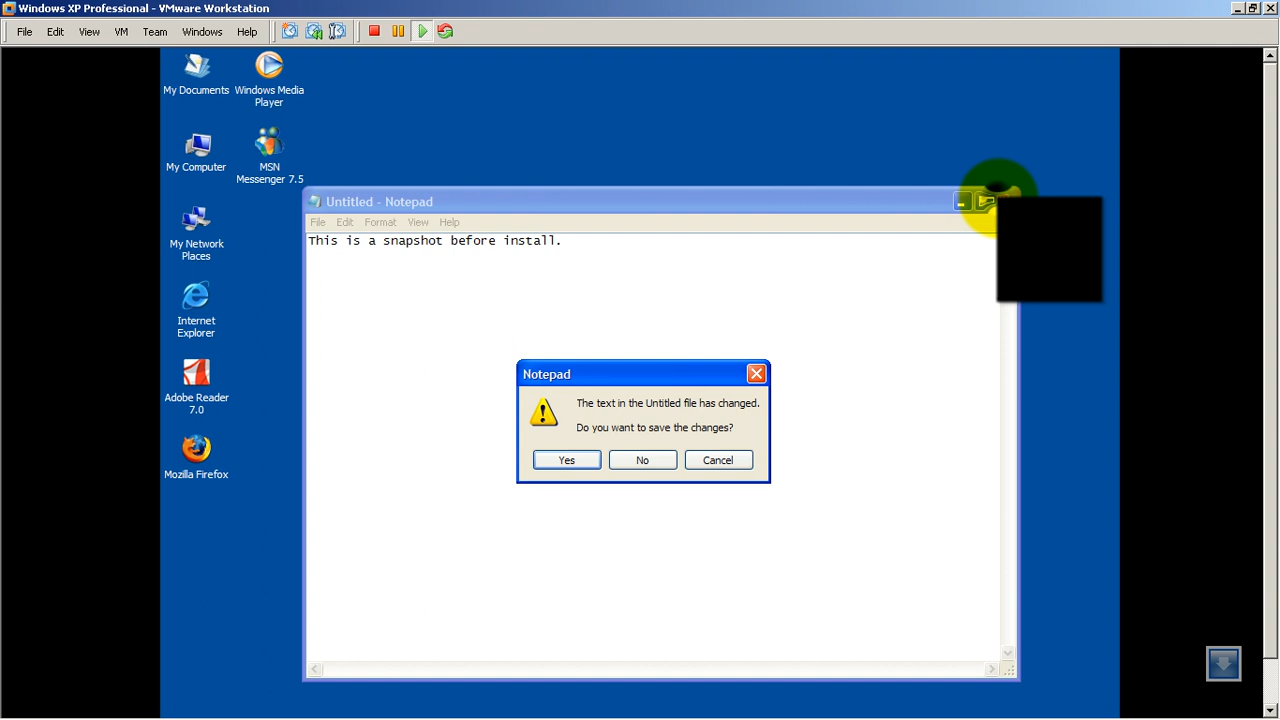 Windows XP Professional - VMware Workstation
File Edit View VM Team Windows Help
My Documents
Windows Media
Player
My Computer
MSN
Messenger 7.5
My Network
Places
Internet
Explorer
Adobe Reader
7.0
Mozilla Firefox
Untitled - Notepad
File Edit Format View Help
This is a snapshot before install.
Notepad
The text in the Untitled file has changed.
Do you want to save the changes?
Yes No Cancel